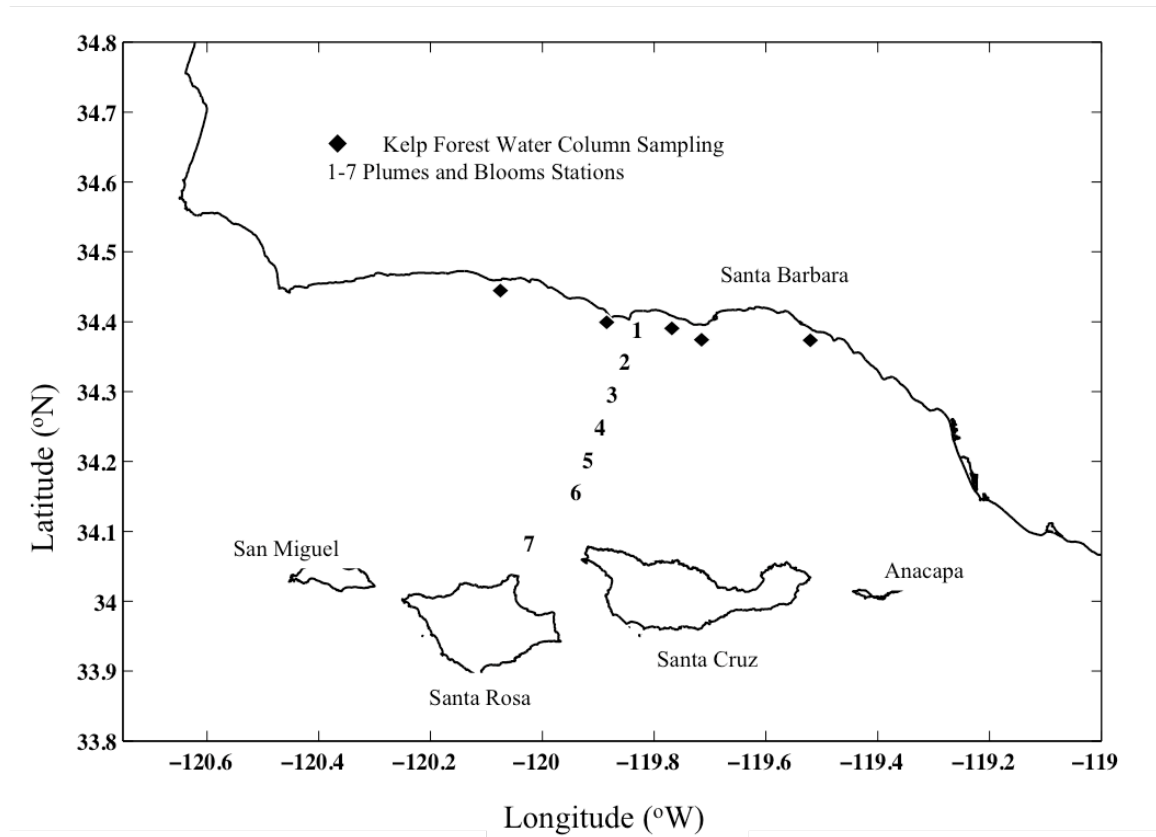 34.8
34.7
◆ Kelp Forest Water Column Sampling
1-7 Plumes and Blooms Stations
34.6
34.5
Santa Barbara
34.4
1
2
34.3
3
4
34.2
5
6
34.1
7
San Miguel
Anacapa
34
Santa Cruz
33.9
Santa Rosa
33.8
−120.6 −120.4 −120.2 −120 −119.8 −119.6 −119.4 −119.2 −119
Latitude (°N)
Longitude (°W)